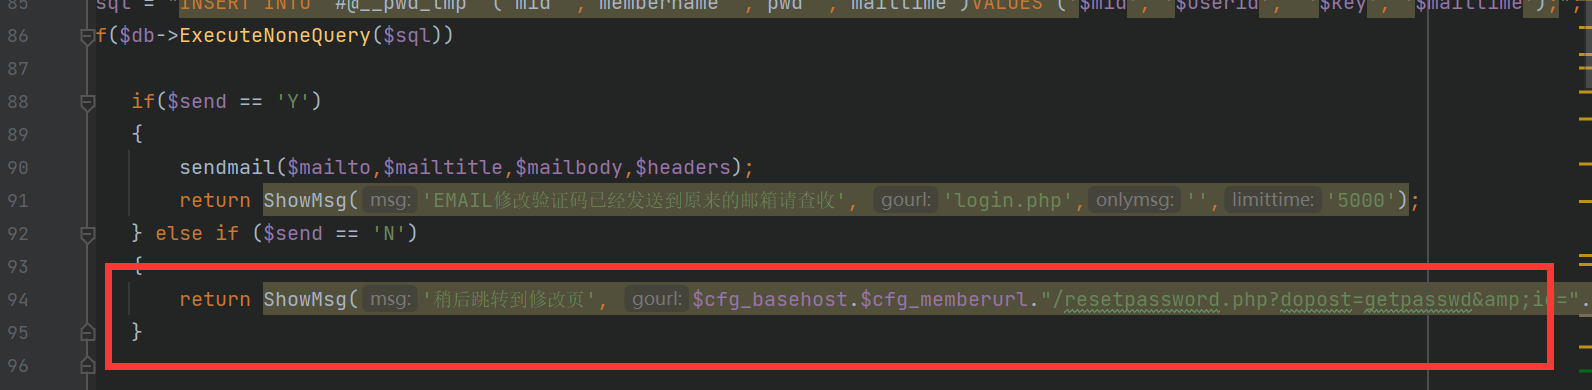 85 sql = "INSERT INTO `#@__pwd_tmp` (`mid` ,`membername` ,`pwd` ,`mailtime`)VALUES ('$mid', '$userid', '$key', '$mailtime');";
86 f($db->ExecuteNoneQuery($sql))
87
88 if($send == 'Y')
89 {
90 sendmail($mailto,$mailtitle,$mailbody,$headers);
91 return ShowMsg( msg: 'EMAIL修改验证码已经发送到原来的邮箱请查收', gourl: 'login.php', onlymsg: '', limittime: '5000');
92 } else if ($send == 'N')
93 {
94 return ShowMsg( msg: '稍后跳转到修改页', gourl: $cfg_basehost.$cfg_memberurl."/resetpassword.php?dopost=getpasswd&amp;id=".
95 }
96